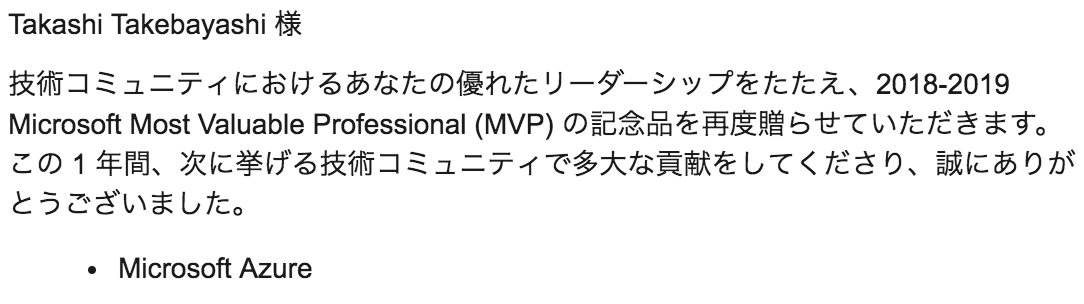 Takashi Takebayashi 様
技術コミュニティにおけるあなたの優れたリーダーシップをたたえ、2018-2019
Microsoft Most Valuable Professional (MVP) の記念品を再度贈らせていただきます。
この 1 年間、次に挙げる技術コミュニティで多大な貢献をしてくださり、誠にありが
とうございました。
• Microsoft Azure